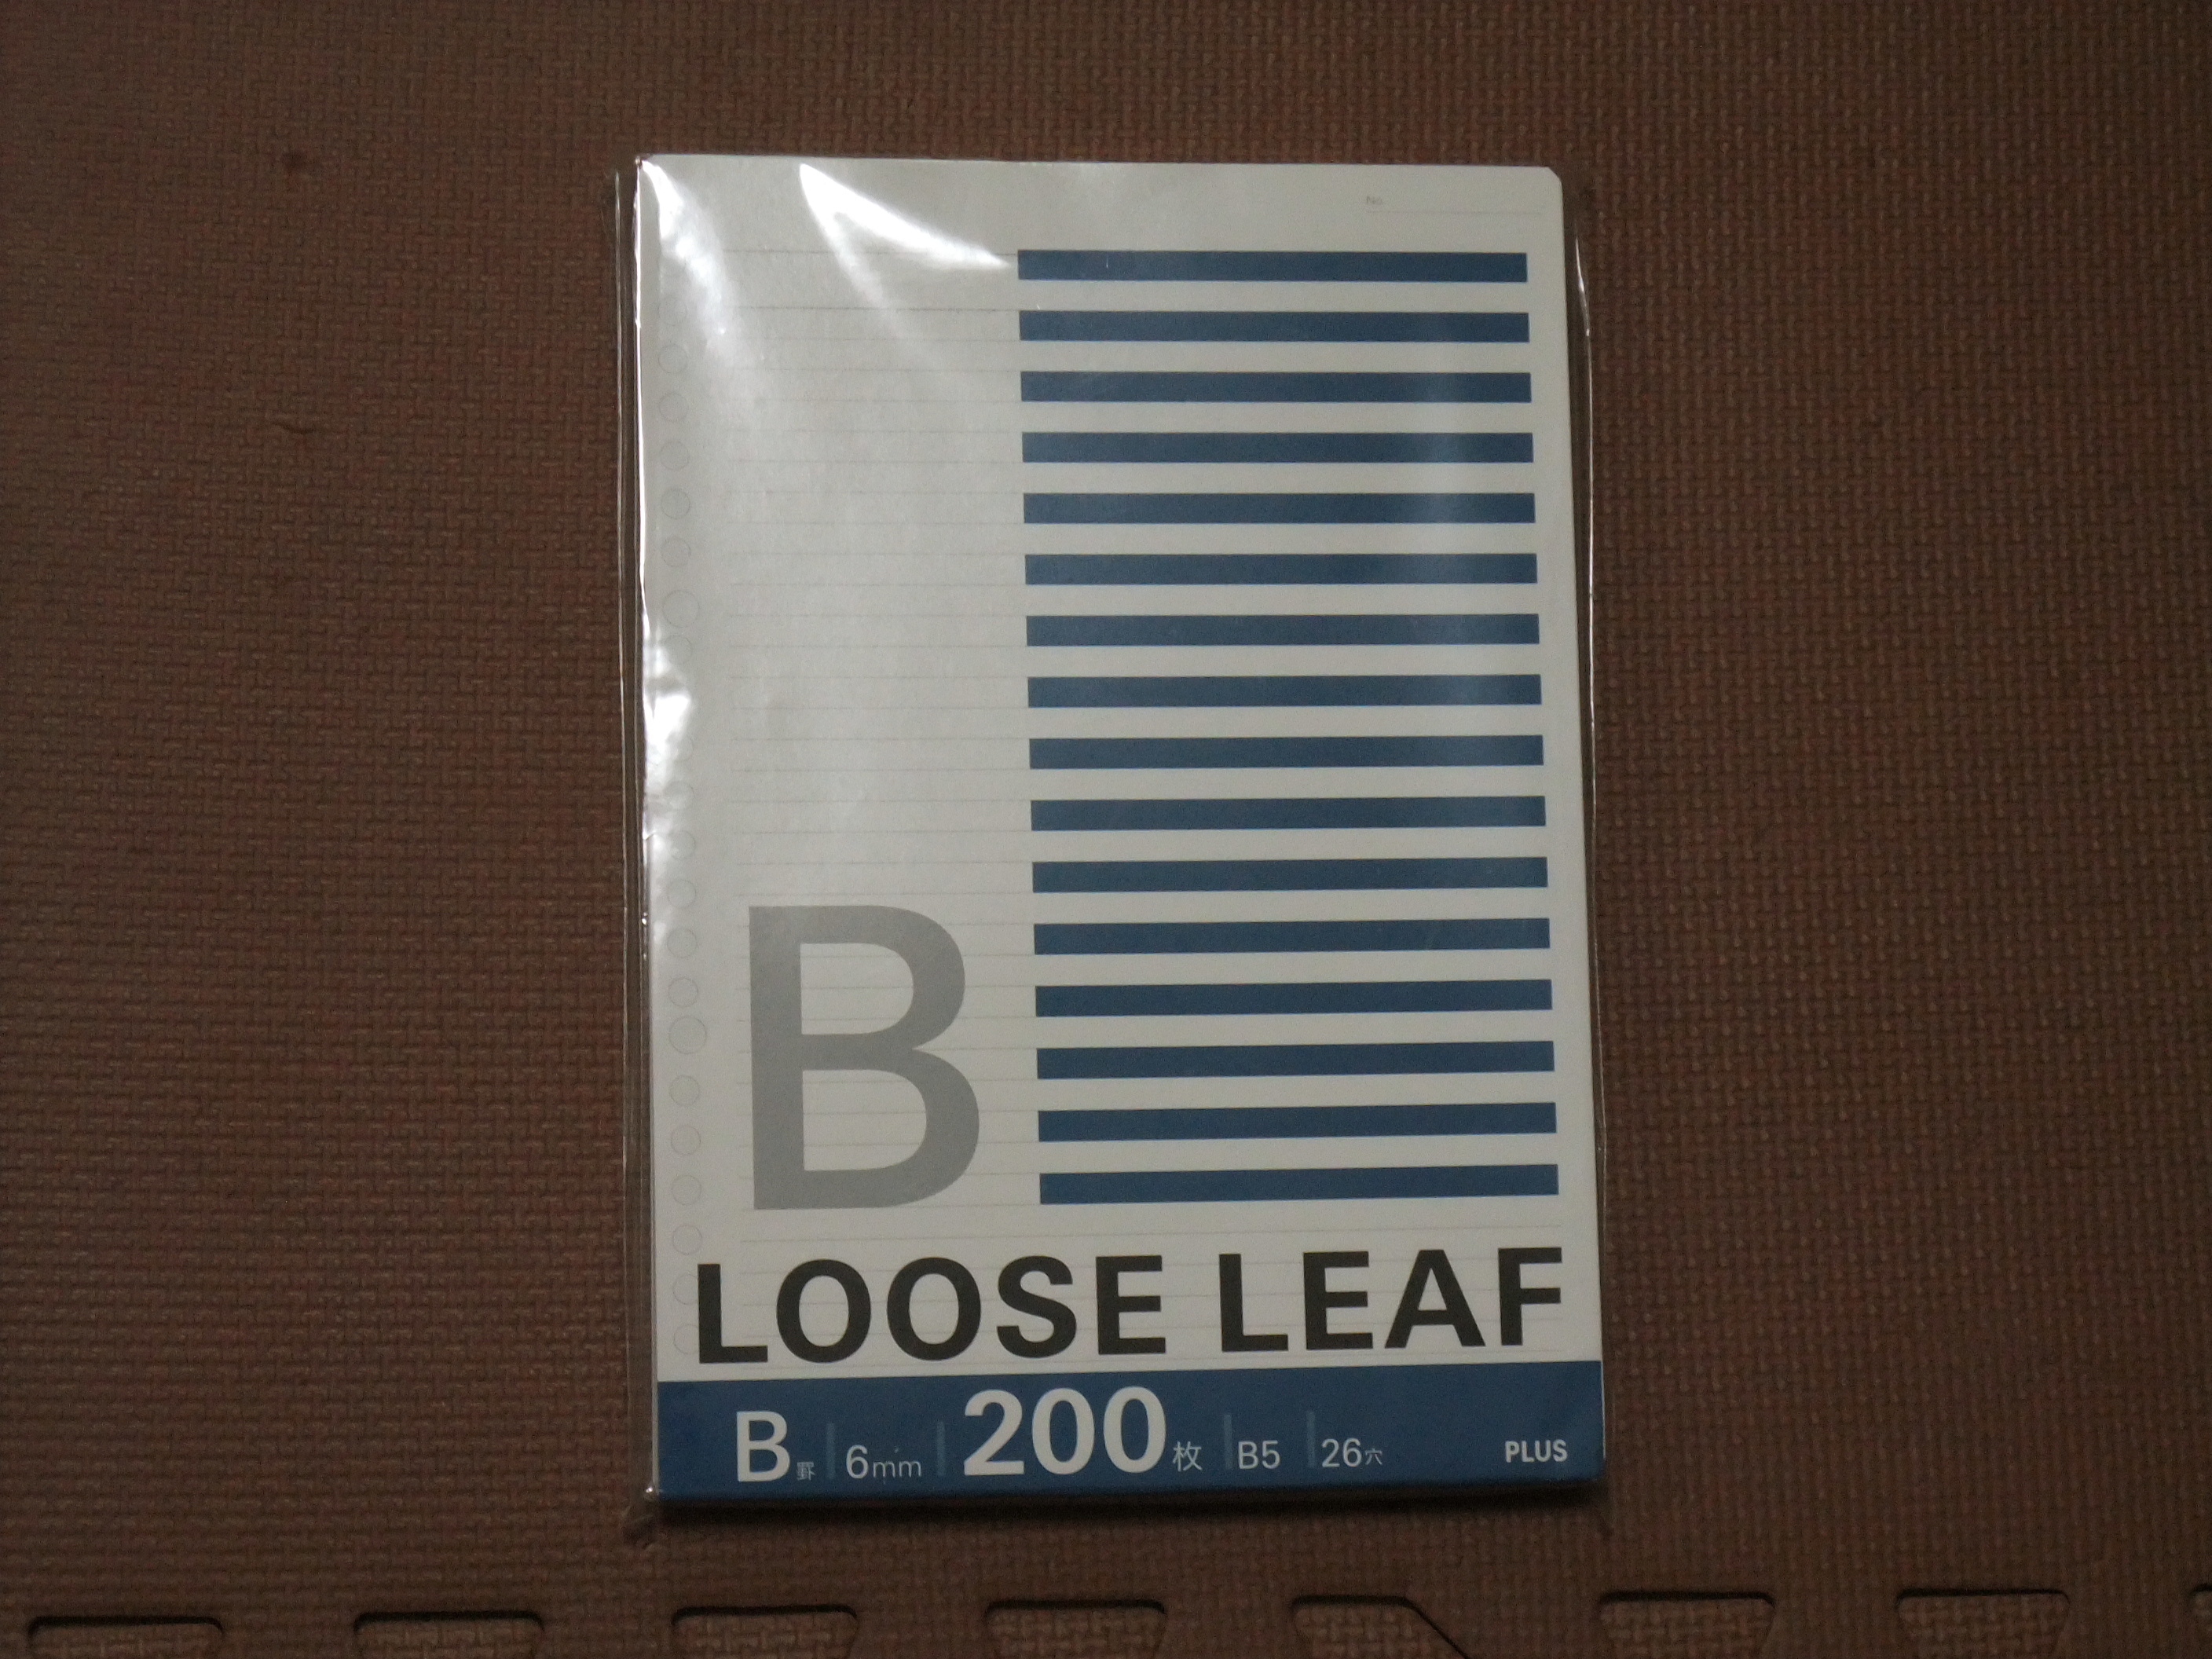 No.
B
LOOSE LEAF
B罫 6mm 200枚 B5 26穴 PLUS